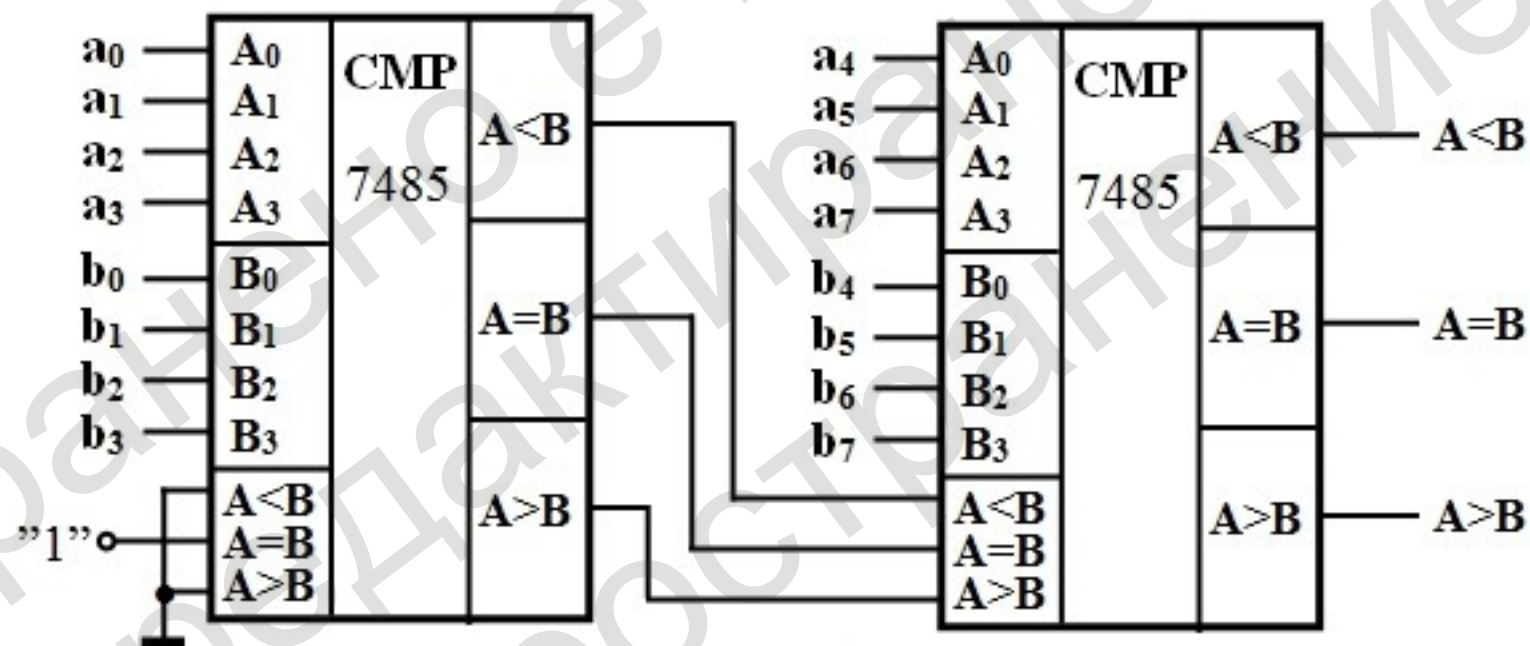 a₀ A₀ CMP A<B
a₁ A₁
a₂ A₂ 7485
a₃ A₃
b₀ B₀ A=B
b₁ B₁
b₂ B₂
b₃ B₃
A<B A>B
"1" A=B
A>B
a₄ A₀ CMP A<B A<B
a₅ A₁
a₆ A₂ 7485
a₇ A₃
b₄ B₀ A=B A=B
b₅ B₁
b₆ B₂
b₇ B₃
A<B A>B A>B
A=B
A>B